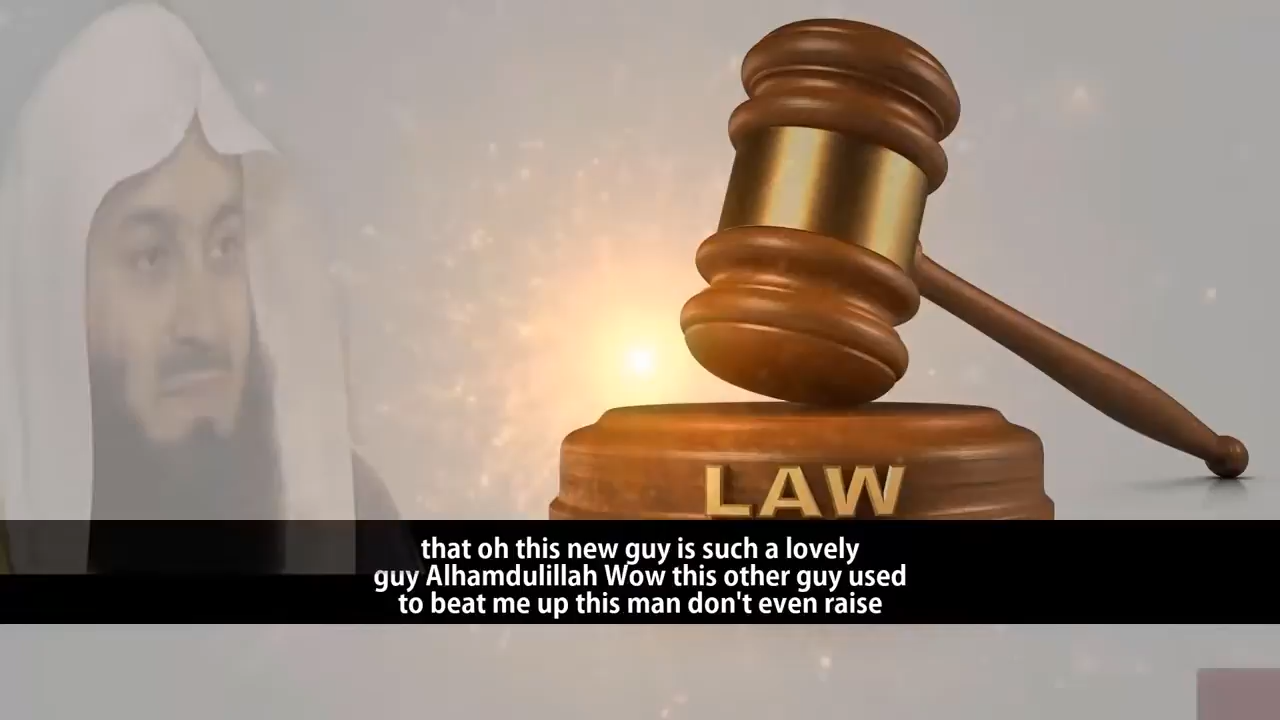 LAW
that oh this new guy is such a lovely
guy Alhamdulillah Wow this other guy used
to beat me up this man don't even raise